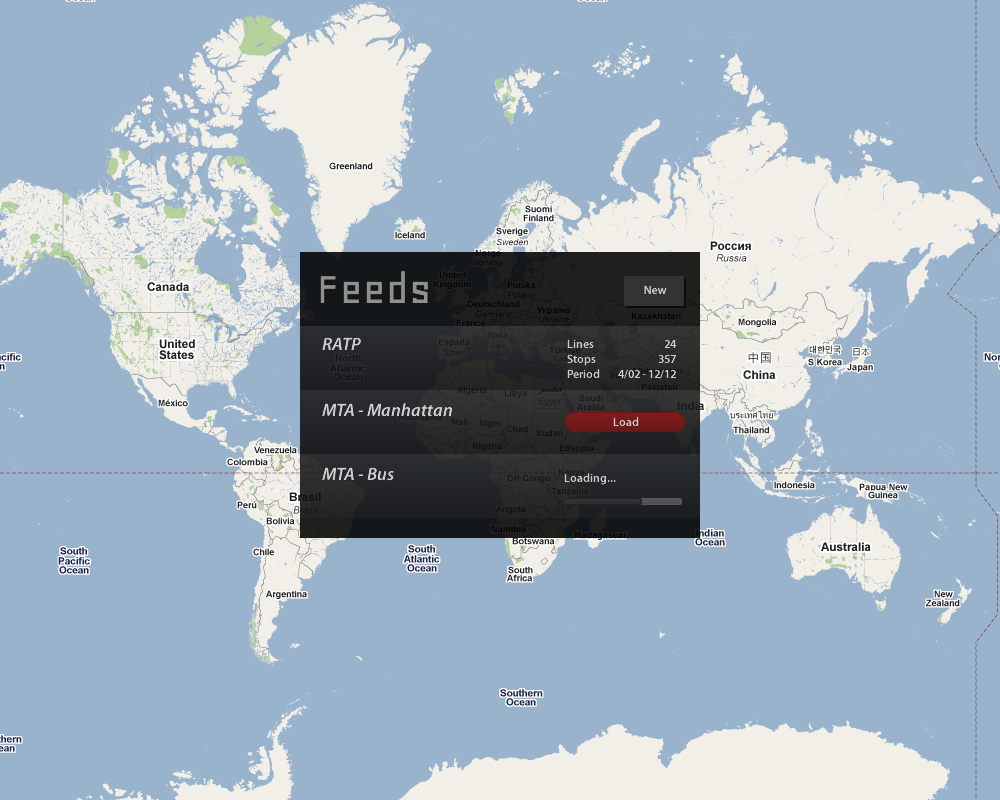 Ocean
Ocean
Greenland
Suomi
Finland
Iceland
Sverige
Sweden
Россия
Russia
Norge
Norway
Canada
United
Kingdom
Polska
Poland
Feeds
New
Deutschland
Germany
Україна
Ukraine
Kazakhstan
France
Mongolia
United
States
RATP
Lines 24
Stops 357
Period 4/02 - 12/12
España
Spain
Italia
Italy
North
Atlantic
Ocean
Pakistan
대한민국
S Korea
日本
Japan
中国
China
México
MTA - Manhattan
Load
Algeria
Libya
Egypt
Saudi
Arabia
India
Mali
Niger
Chad
Sudan
Nigeria
Ethiopia
ประเทศไทย
Thailand
Venezuela
Colombia
MTA - Bus
Loading...
DR Congo
Kenya
Tanzania
Indonesia
Papua New
Guinea
Perú
Brasil
Brazil
Bolivia
Angola
Namibia
Botswana
Madagascar
Indian
Ocean
Chile
South
Pacific
Ocean
South
Atlantic
Ocean
South
Africa
Australia
Argentina
New
Zealand
Southern
Ocean